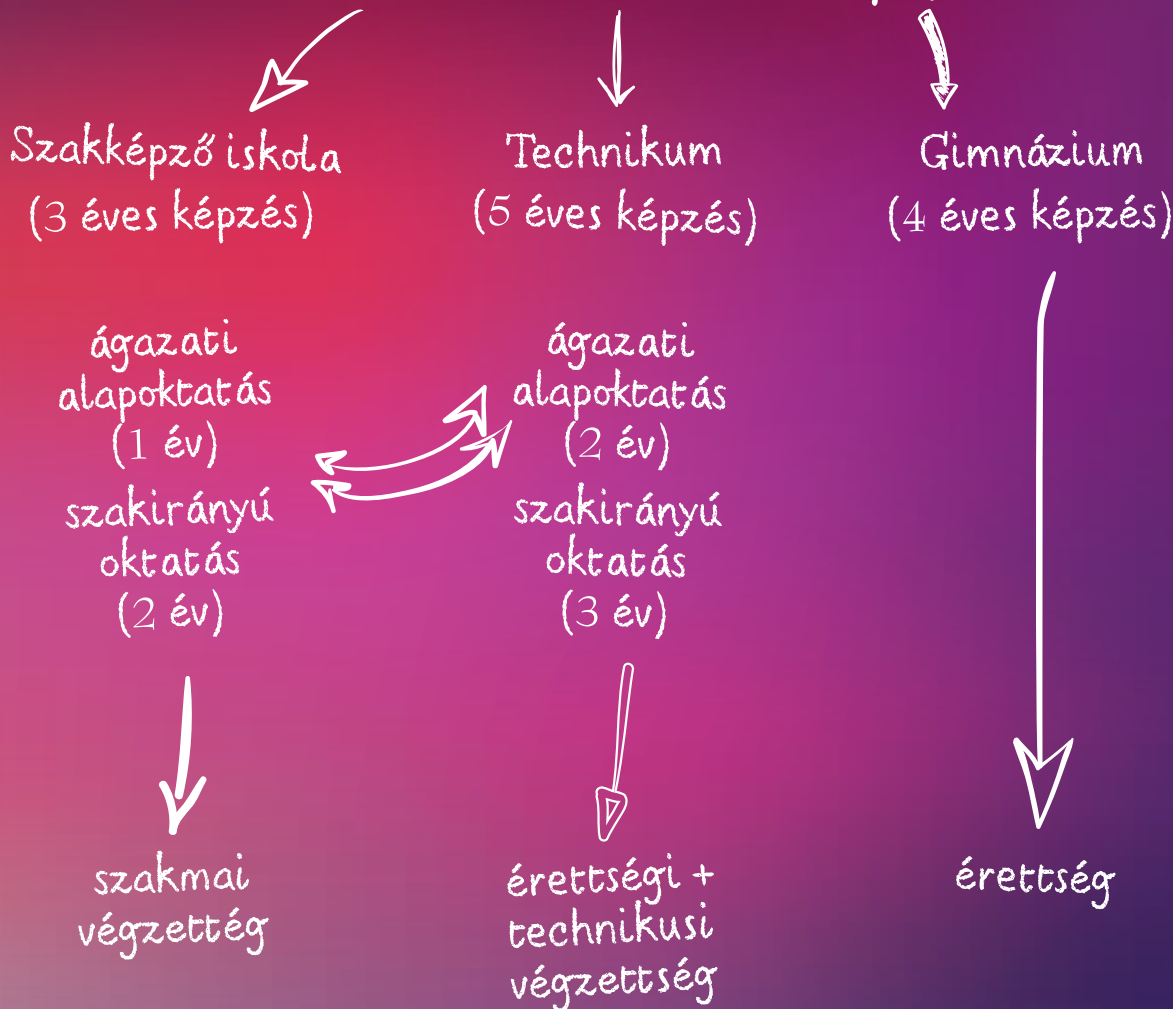 Szakképző iskola
(3 éves képzés)
ágazati
alapoktatás
(1 év)
szakirányú
oktatás
(2 év)
szakmai
végzettég
Technikum
(5 éves képzés)
ágazati
alapoktatás
(2 év)
szakirányú
oktatás
(3 év)
érettségi +
technikusi
végzettség
Gimnázium
(4 éves képzés)
érettség